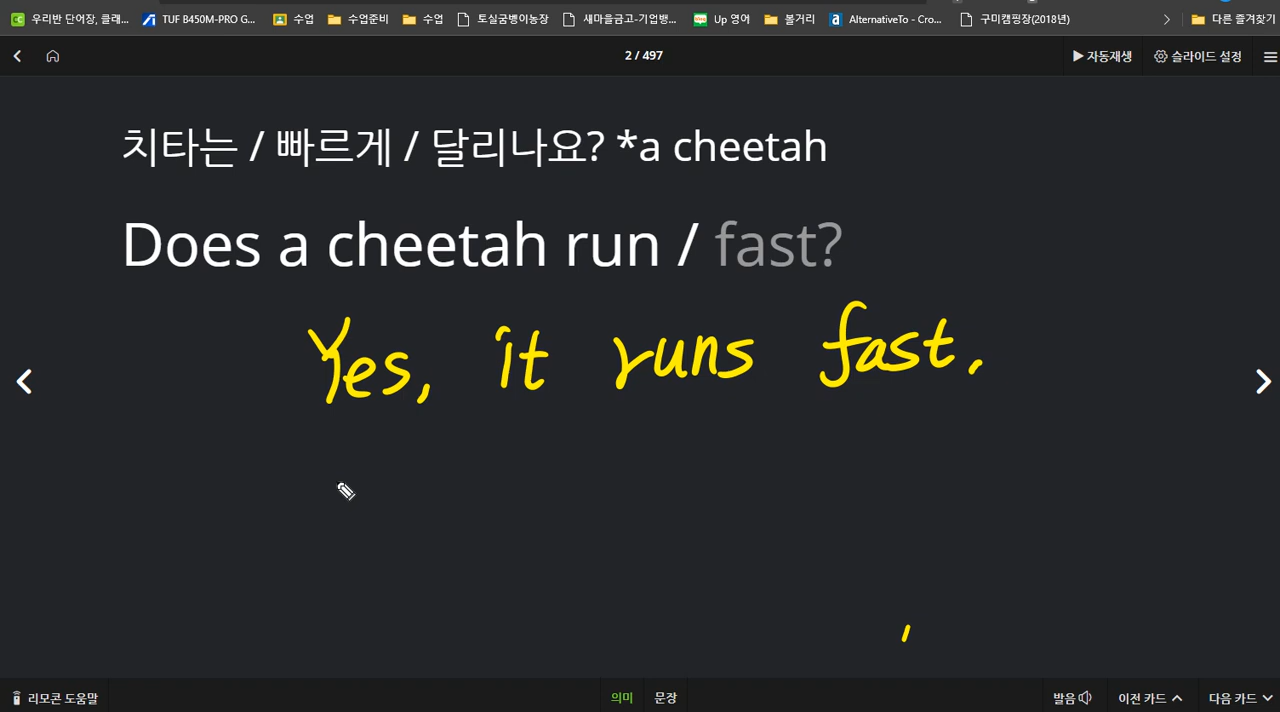 우리반 단어장, 클래... TUF B450M-PRO G... 수업 수업준비 수업 토실굼벵이농장 새마을금고-기업뱅... Up 영어 볼거리 AlternativeTo - Cro... 구미캠핑장(2018년) 다른 즐겨찾기
2 / 497 ▶자동재생 슬라이드 설정
치타는 / 빠르게 / 달리나요? *a cheetah
Does a cheetah run / fast?
Yes, it runs fast.
리모콘 도움말 의미 문장 발음 이전 카드 다음 카드